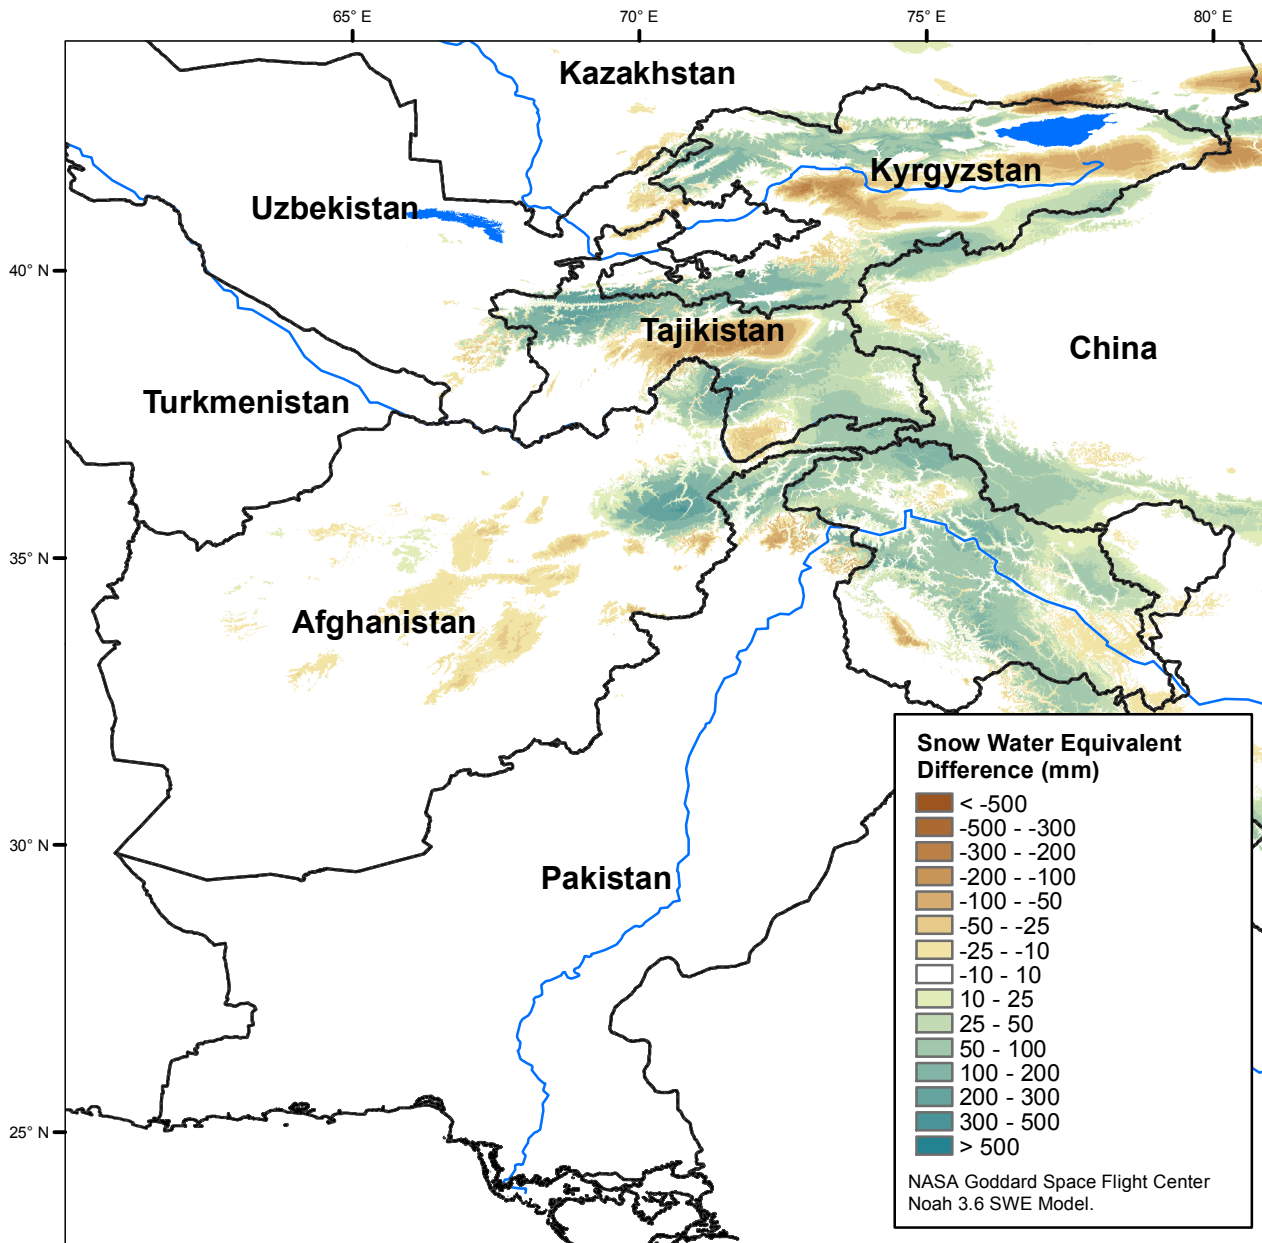 65° E
70° E
75° E
80° E
Kazakhstan
Kyrgyzstan
Uzbekistan
40° N
Tajikistan
China
Turkmenistan
35° N
Afghanistan
30° N
Pakistan
25° N
Snow Water Equivalent
Difference (mm)
< -500
-500 - -300
-300 - -200
-200 - -100
-100 - -50
-50 - -25
-25 - -10
-10 - 10
10 - 25
25 - 50
50 - 100
100 - 200
200 - 300
300 - 500
> 500
NASA Goddard Space Flight Center
Noah 3.6 SWE Model.